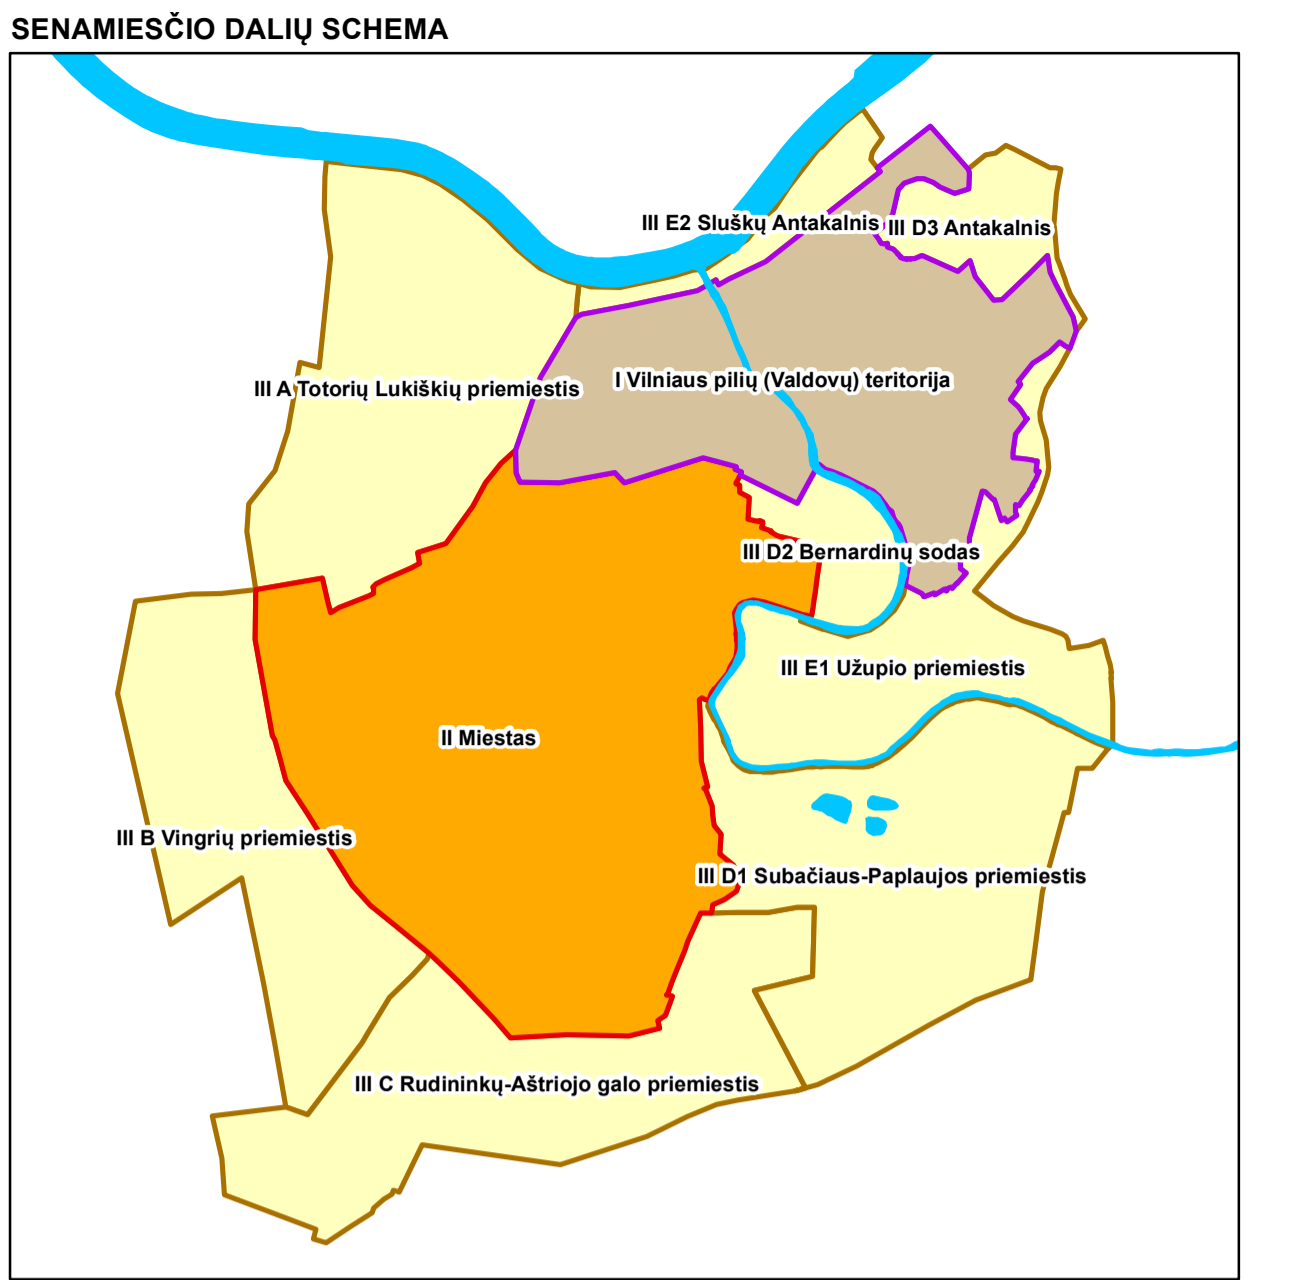 SENAMIESČIO DALIŲ SCHEMA
III E2 Sluškų Antakalnis
III D3 Antakalnis
I Vilniaus pilių (Valdovų) teritorija
III A Totorių Lukiškių priemiestis
III D2 Bernardinų sodas
III E1 Užupio priemiestis
II Miestas
III B Vingrių priemiestis
III D1 Subačiaus-Paplaujos priemiestis
III C Rudininkų-Aštriojo galo priemiestis